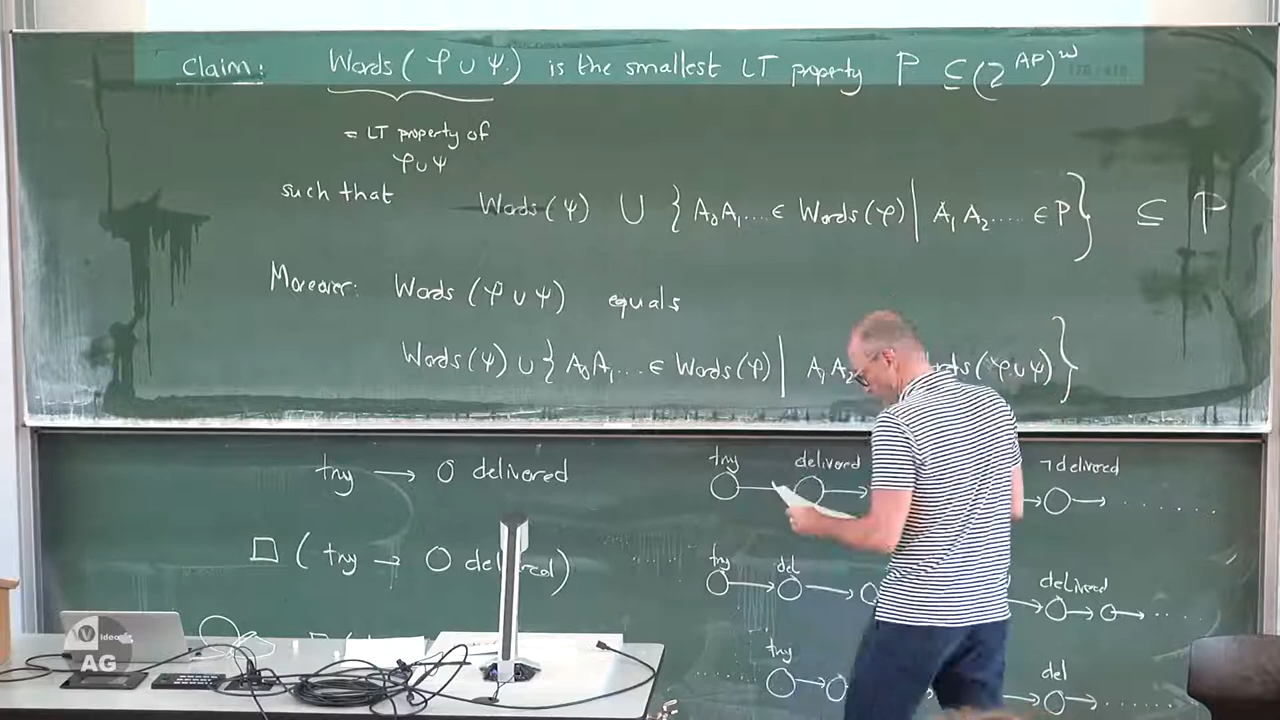 Claim: Words(φ ∪ ψ) is the smallest LT property P ⊆ (2^AP)^ω
= LT property of
φ ∪ ψ
such that Words(ψ) ∪ { A₀A₁.... ∈ Words(φ) | A₁A₂..... ∈ P } ⊆ P
Moreover: Words(φ ∪ ψ) equals
Words(ψ) ∪ { A₀A₁... ∈ Words(φ) | A₁A₂ (φ ∪ ψ) }
try → O delivered
try delivered ¬delivered ........
□ ( try → O
try del delivered ...
try del ........
Video
AG